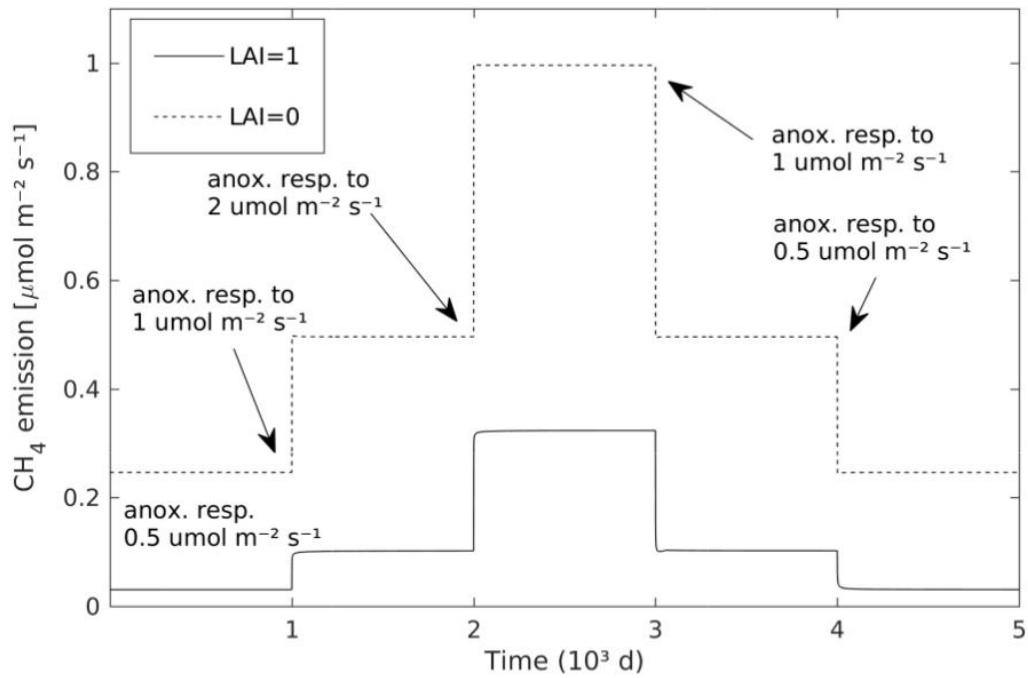 CH₄ emission [μmol m⁻² s⁻¹]
1
0.8
0.6
0.4
0.2
0
LAI=1
LAI=0
anox. resp. to
2 umol m⁻² s⁻¹
anox. resp. to
1 umol m⁻² s⁻¹
anox. resp. to
0.5 umol m⁻² s⁻¹
anox. resp. to
1 umol m⁻² s⁻¹
anox. resp.
0.5 umol m⁻² s⁻¹
1 2 3 4 5
Time (10³ d)